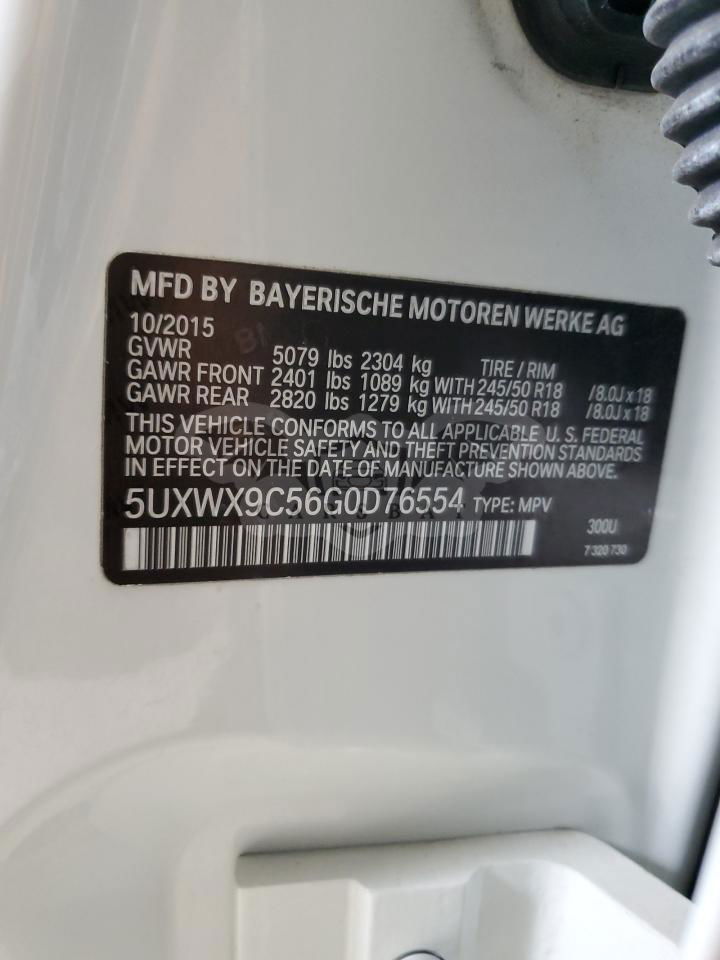 MFD BY BAYERISCHE MOTOREN WERKE AG
10/2015
GVWR 5079 lbs 2304 kg TIRE / RIM
GAWR FRONT 2401 lbs 1089 kg WITH 245/50 R18 /8.0J x 18
GAWR REAR 2820 lbs 1279 kg WITH 245/50 R18 /8.0J x 18
THIS VEHICLE CONFORMS TO ALL APPLICABLE U. S. FEDERAL
MOTOR VEHICLE SAFETY AND THEFT PREVENTION STANDARDS
IN EFFECT ON THE DATE OF MANUFACTURE SHOWN ABOVE.
5UXWX9C56G0D76554 TYPE: MPV
300U
7 320 730